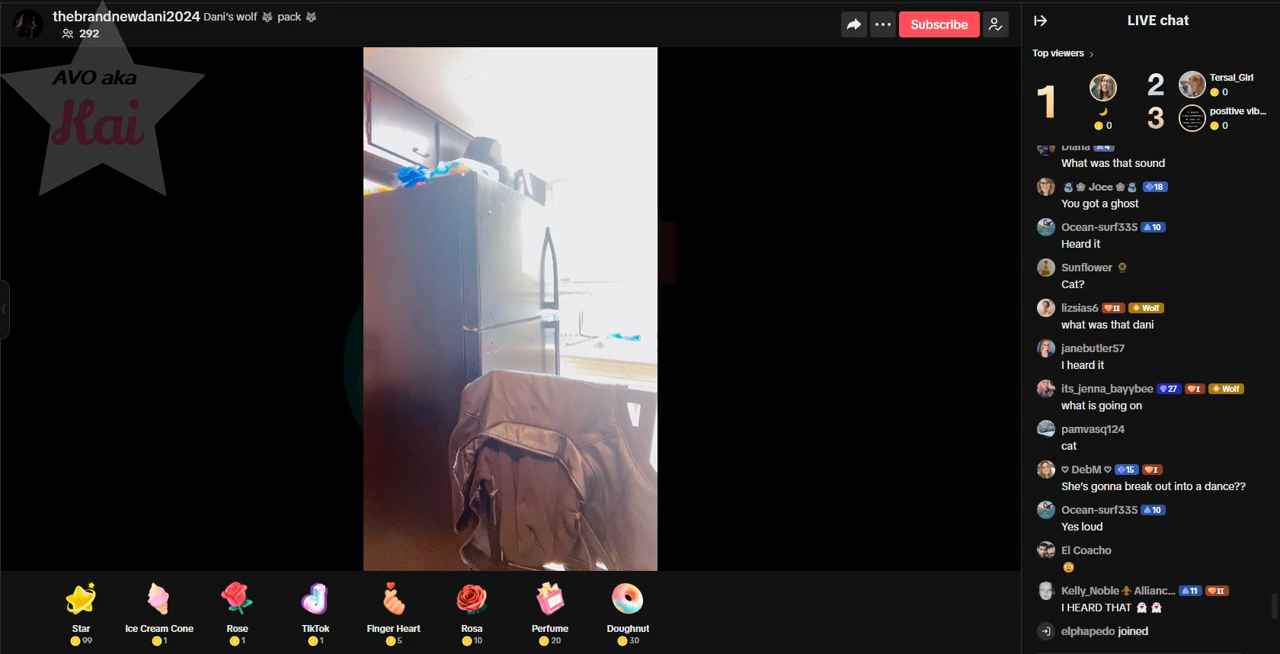 thebrandnewdani2024 Dani's wolf 🐺 pack 🐺
292
AVO aka
Kai
Subscribe
LIVE chat
Top viewers
1
🌙
0
2
Tersal_Girl
0
3
positive vib...
0
Diana 4
What was that sound
Joce 18
You got a ghost
Ocean-surf335 10
Heard it
Sunflower 🌻
Cat?
lizsias6 II Wolf
what was that dani
janebutler57
I heard it
its_jenna_bayybee 27 I Wolf
what is going on
pamvasq124
cat
♡ DebM ♡ 15 I
She's gonna break out into a dance??
Ocean-surf335 10
Yes loud
El Coacho
Kelly_Noble Allianc... 11 II
I HEARD THAT 👻 👻
elphapedo joined
Star
99
Ice Cream Cone
1
Rose
1
TikTok
1
Finger Heart
5
Rosa
10
Perfume
20
Doughnut
30